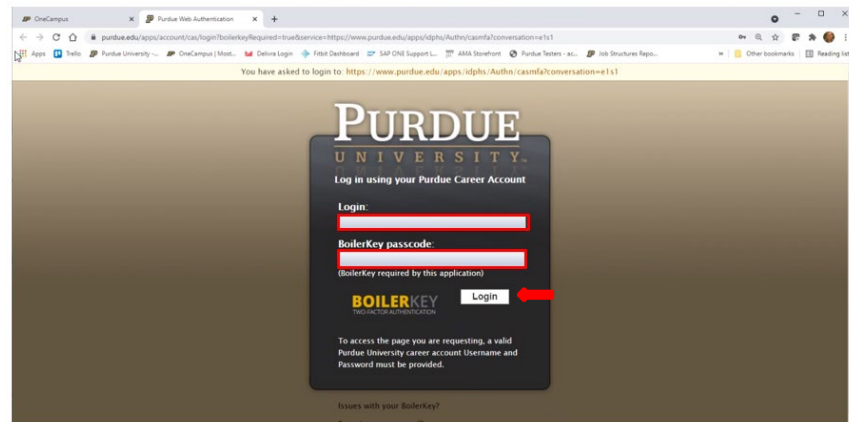 OneCampus
Purdue Web Authentication
purdue.edu/apps/account/cas/login?boilerkeyRequired=true&service=https://www.purdue.edu/apps/idphs/Authn/casmfa?conversation=e1s1
Apps Trello Purdue University -... OneCampus | Most... Delivra Login Fitbit Dashboard SAP ONE Support L... AMA Storefront Purdue Testers - ac... Job Structures Repo... » Other bookmarks Reading list
You have asked to login to: https://www.purdue.edu/apps/idphs/Authn/casmfa?conversation=e1s1
PURDUE
UNIVERSITY
Log in using your Purdue Career Account
Login:
BoilerKey passcode:
(BoilerKey required by this application)
BOILERKEY
TWO-FACTOR AUTHENTICATION
Login
To access the page you are requesting, a valid
Purdue University career account Username and
Password must be provided.
Issues with your BoilerKey?